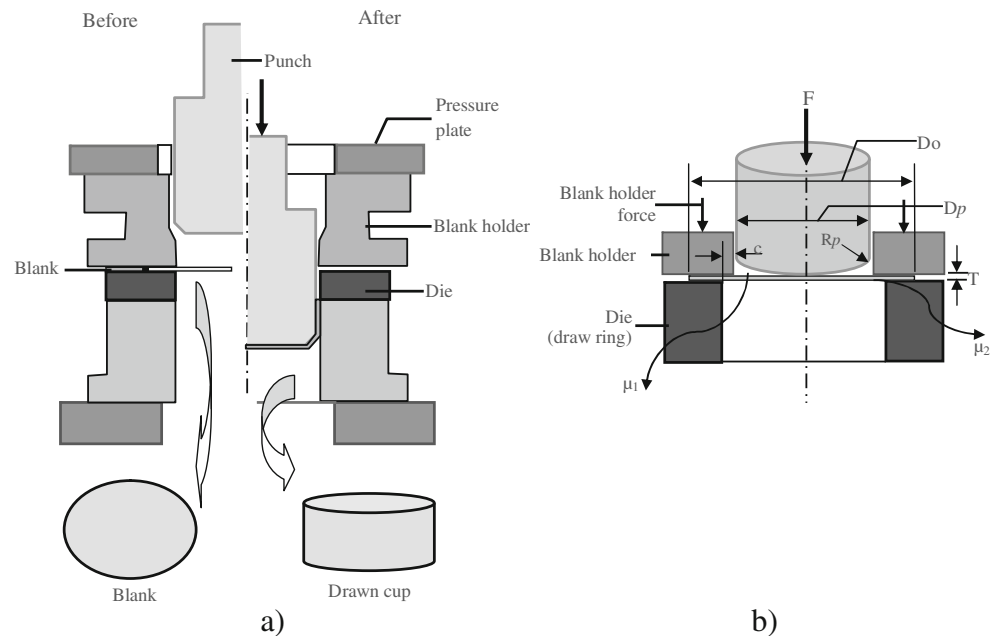 Before
After
Punch
Pressure
plate
Blank holder
Blank
Die
Blank
Drawn cup
a)
F
Do
Blank holder
force
Dp
Rp
Blank holder
c
T
Die
(draw ring)
μ1
μ2
b)